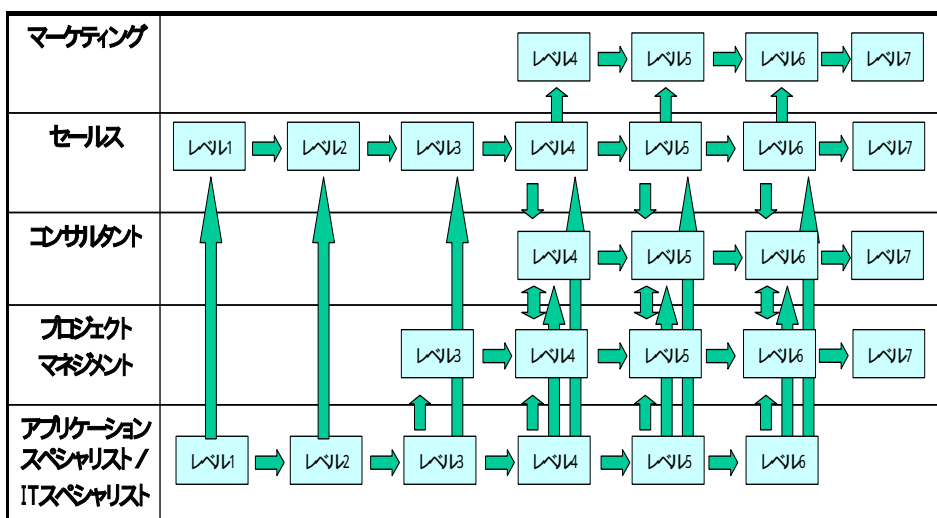 マーケティング
レベル4 レベル5 レベル6 レベル7
セールス
レベル1 レベル2 レベル3 レベル4 レベル5 レベル6 レベル7
コンサルタント
レベル4 レベル5 レベル6 レベル7
プロジェクト
マネジメント
レベル3 レベル4 レベル5 レベル6 レベル7
アプリケーション
スペシャリスト/
ITスペシャリスト
レベル1 レベル2 レベル3 レベル4 レベル5 レベル6